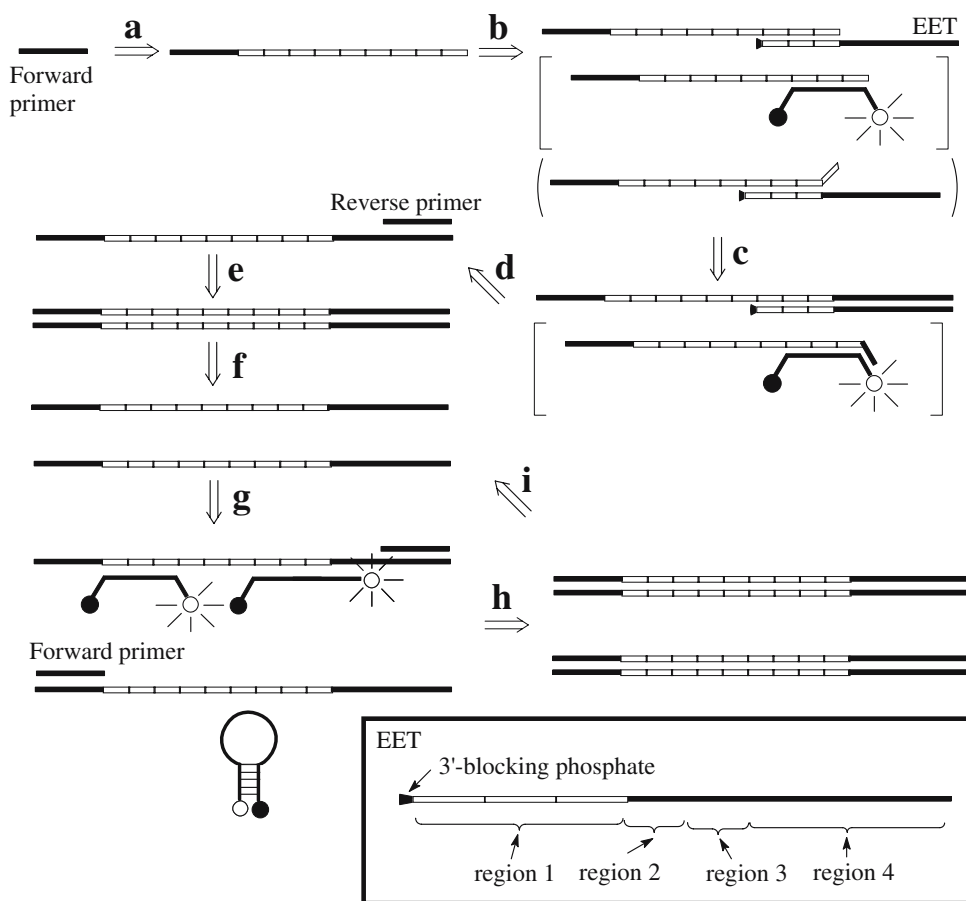 a
b
EET
Forward
primer
Reverse primer
c
d
e
f
g
i
h
Forward primer
EET
3'-blocking phosphate
region 1
region 2
region 3
region 4